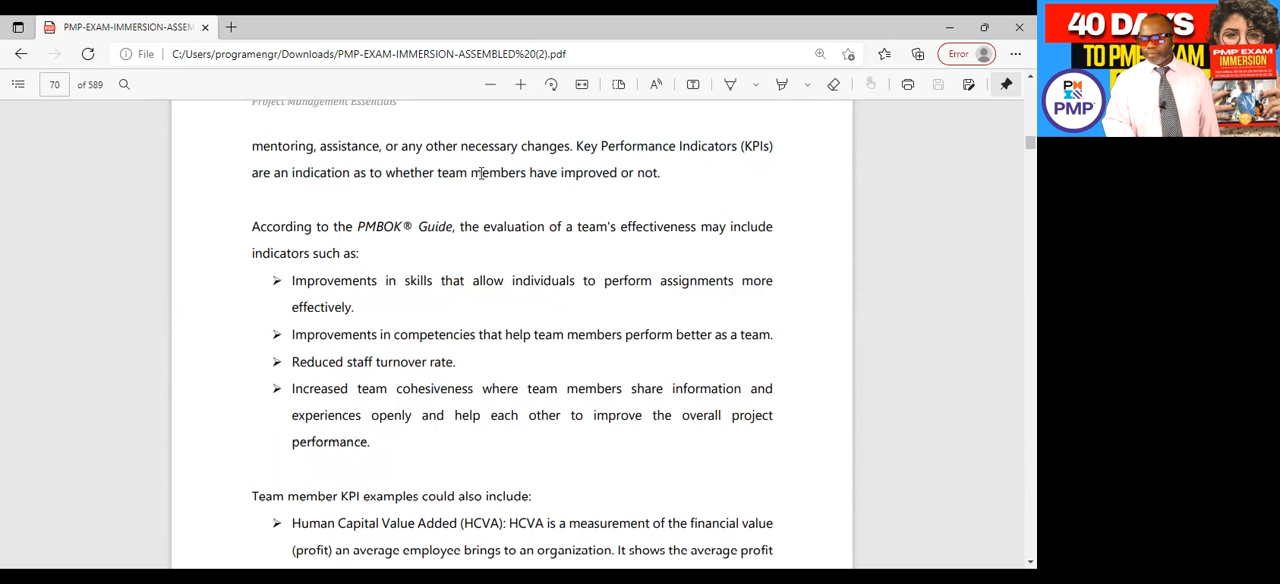 PMP-EXAM-IMMERSION-ASSEM
File
C:/Users/programengr/Downloads/PMP-EXAM-IMMERSION-ASSEMBLED%20(2).pdf
Error
70 of 589
Project Management Essentials
mentoring, assistance, or any other necessary changes. Key Performance Indicators (KPIs)
are an indication as to whether team members have improved or not.
According to the PMBOK® Guide, the evaluation of a team's effectiveness may include
indicators such as:
➢ Improvements in skills that allow individuals to perform assignments more
effectively.
➢ Improvements in competencies that help team members perform better as a team.
➢ Reduced staff turnover rate.
➢ Increased team cohesiveness where team members share information and
experiences openly and help each other to improve the overall project
performance.
Team member KPI examples could also include:
➢ Human Capital Value Added (HCVA): HCVA is a measurement of the financial value
(profit) an average employee brings to an organization. It shows the average profit
40 DAYS
TO PMP EXAM
PMP EXAM
IMMERSION
PMP